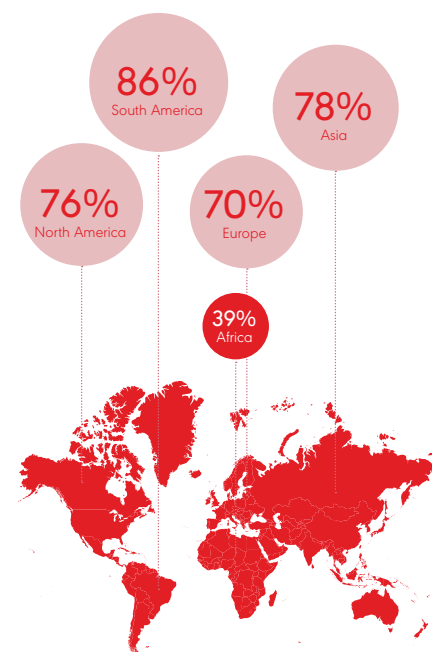 86%
South America
78%
Asia
76%
North America
70%
Europe
39%
Africa